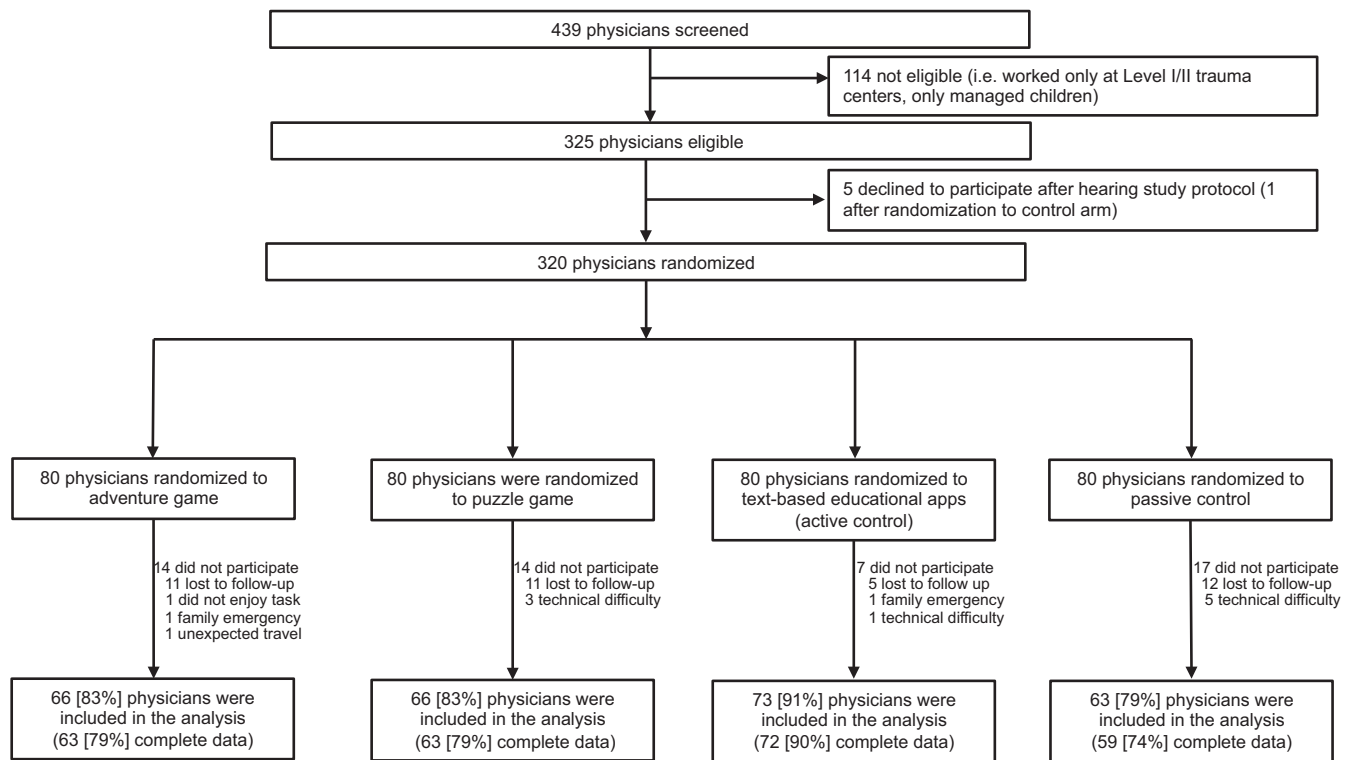 439 physicians screened
114 not eligible (i.e. worked only at Level I/II trauma
centers, only managed children)
325 physicians eligible
5 declined to participate after hearing study protocol (1
after randomization to control arm)
320 physicians randomized
80 physicians randomized to
adventure game
80 physicians were randomized
to puzzle game
80 physicians randomized to
text-based educational apps
(active control)
80 physicians randomized to
passive control
14 did not participate
11 lost to follow-up
1 did not enjoy task
1 family emergency
1 unexpected travel
14 did not participate
11 lost to follow-up
3 technical difficulty
7 did not participate
5 lost to follow up
1 family emergency
1 technical difficulty
17 did not participate
12 lost to follow-up
5 technical difficulty
66 [83%] physicians were
included in the analysis
(63 [79%] complete data)
66 [83%] physicians were
included in the analysis
(63 [79%] complete data)
73 [91%] physicians were
included in the analysis
(72 [90%] complete data)
63 [79%] physicians were
included in the analysis
(59 [74%] complete data)